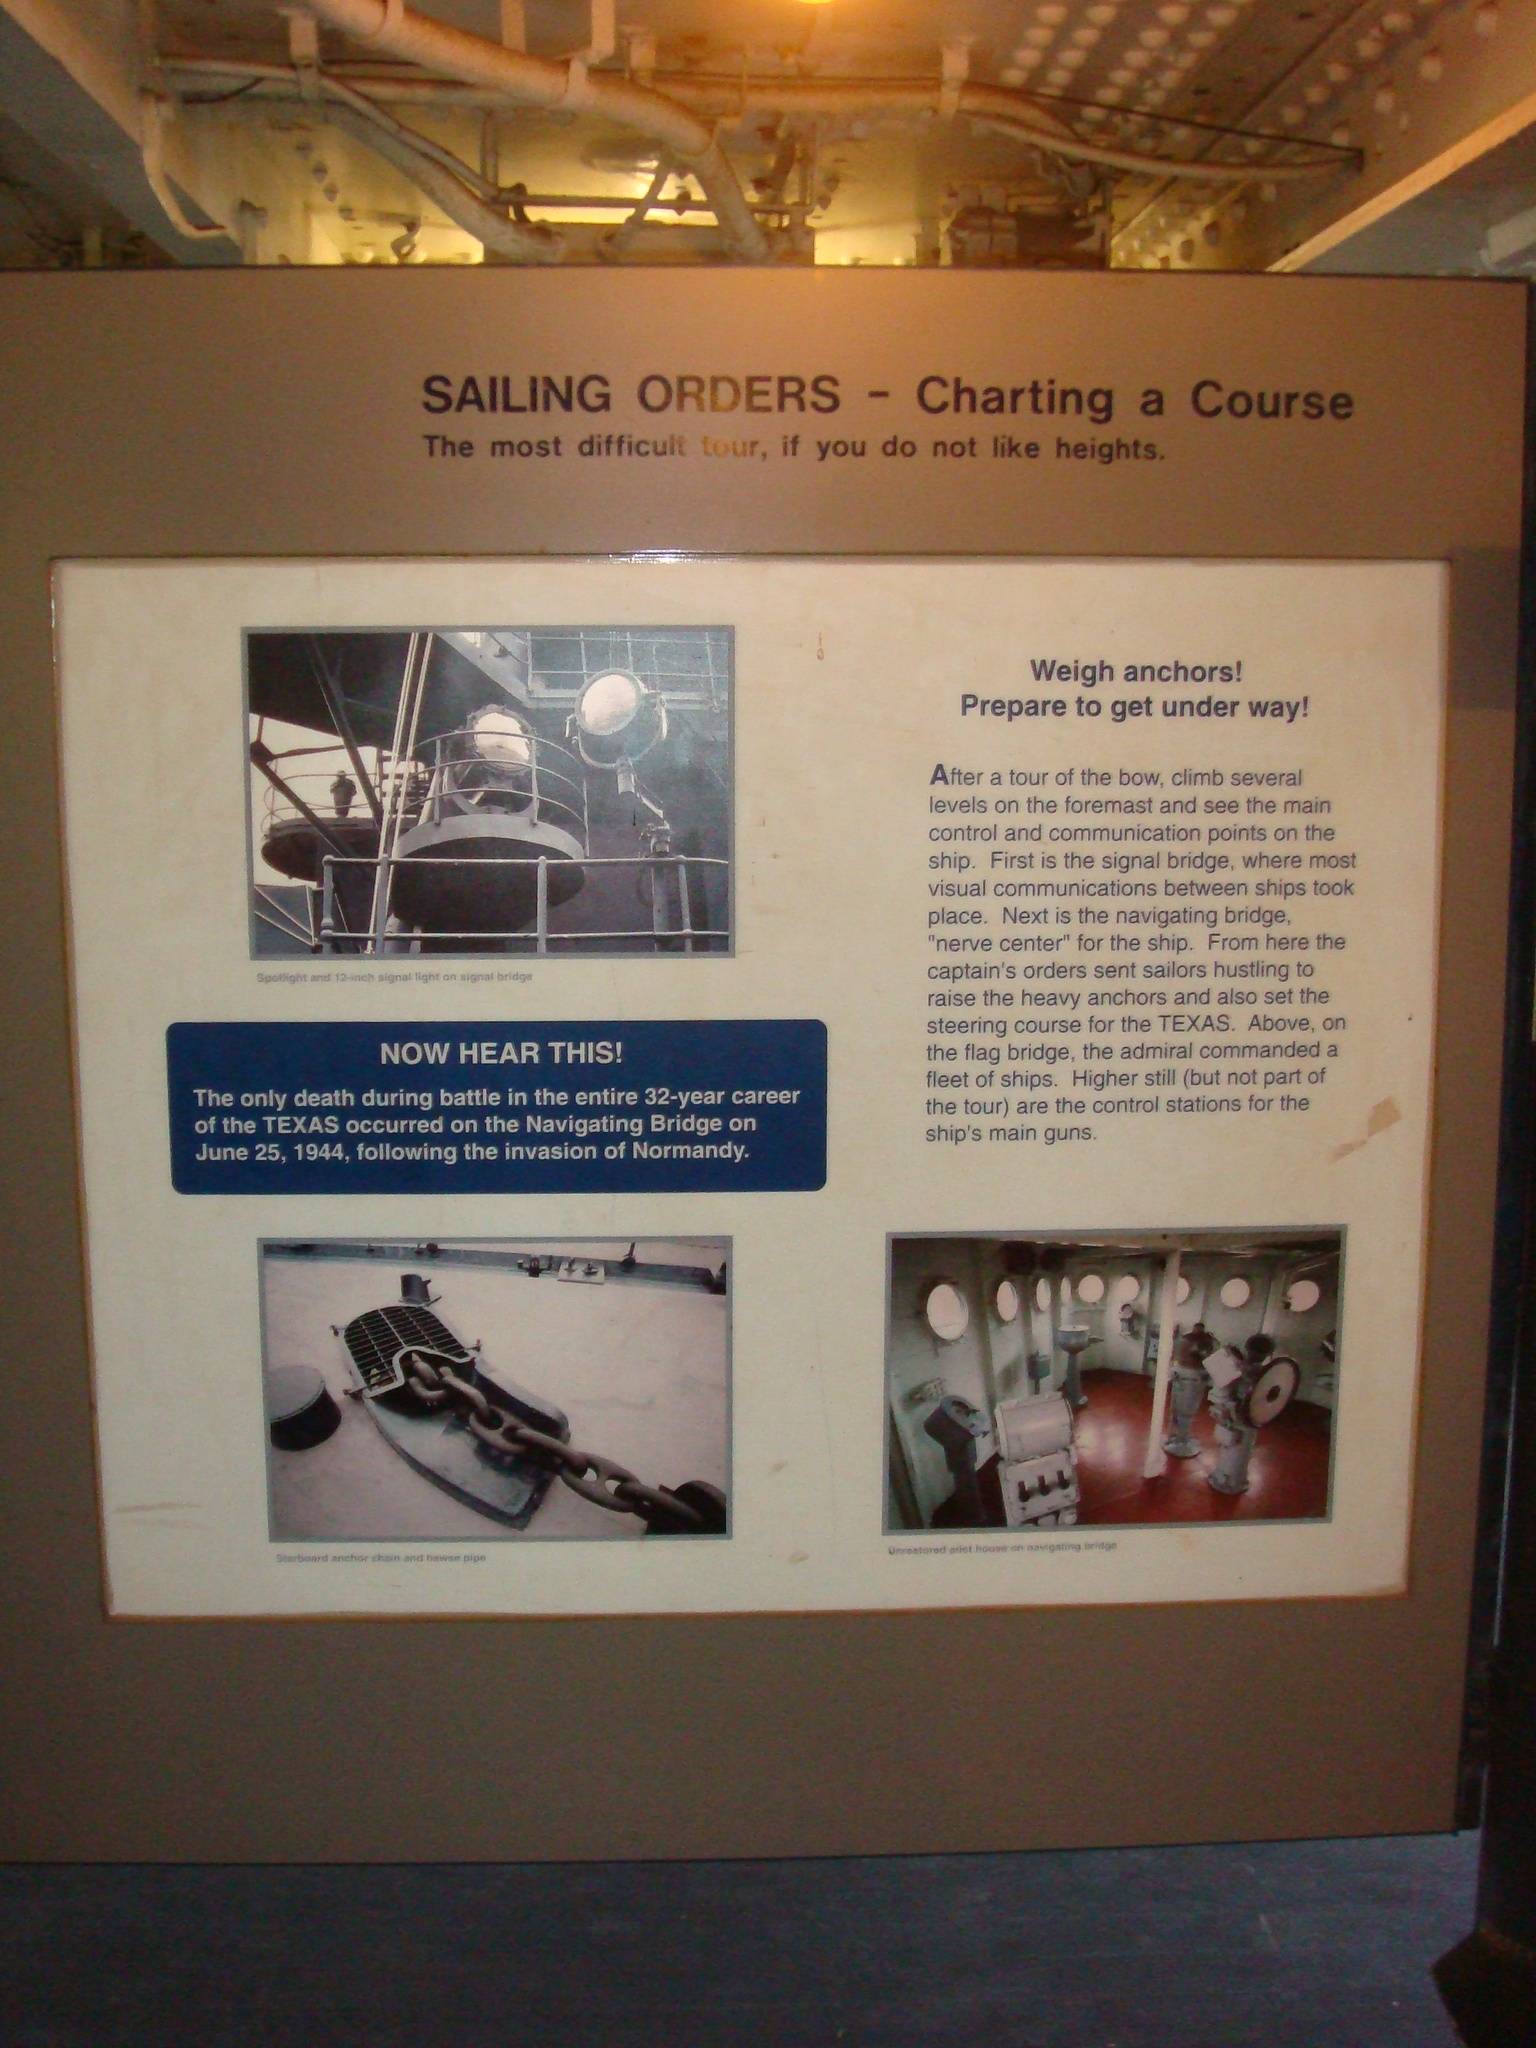 SAILING ORDERS - Charting a Course
The most difficult tour, if you do not like heights.
Spotlight and 12-inch signal light on signal bridge
NOW HEAR THIS!
The only death during battle in the entire 32-year career
of the TEXAS occurred on the Navigating Bridge on
June 25, 1944, following the invasion of Normandy.
Starboard anchor chain and hawse pipe
Weigh anchors!
Prepare to get under way!
After a tour of the bow, climb several
levels on the foremast and see the main
control and communication points on the
ship. First is the signal bridge, where most
visual communications between ships took
place. Next is the navigating bridge,
"nerve center" for the ship. From here the
captain's orders sent sailors hustling to
raise the heavy anchors and also set the
steering course for the TEXAS. Above, on
the flag bridge, the admiral commanded a
fleet of ships. Higher still (but not part of
the tour) are the control stations for the
ship's main guns.
Unrestored pilot house on navigating bridge